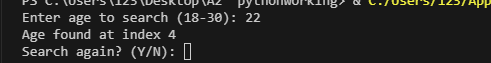 PS C:\Users\123\Desktop\A2 pythonworking> & C:/Users/123/App
Enter age to search (18-30): 22
Age found at index 4
Search again? (Y/N):